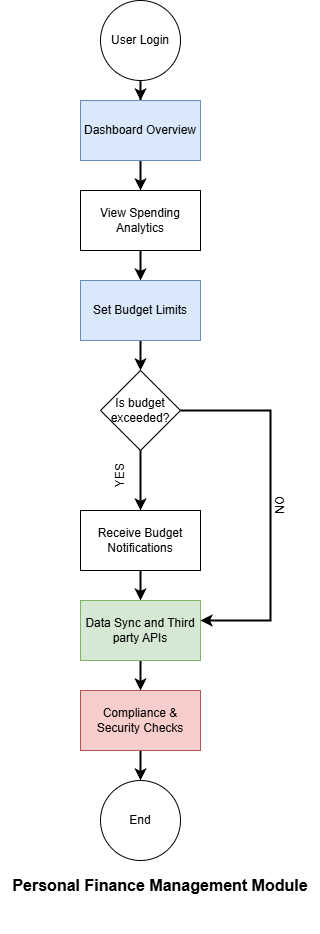 User Login
Dashboard Overview
View Spending
Analytics
Set Budget Limits
Is budget
exceeded?
YES
NO
Receive Budget
Notifications
Data Sync and Third
party APIs
Compliance &
Security Checks
End
Personal Finance Management Module